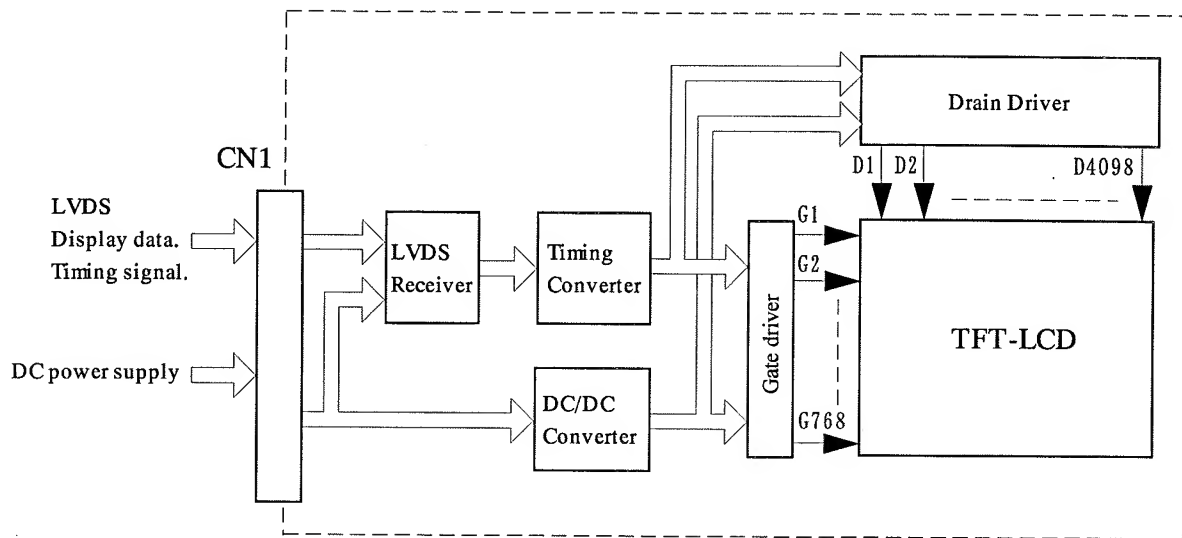 CN1
LVDS
Display data.
Timing signal.
DC power supply
LVDS
Receiver
Timing
Converter
DC/DC
Converter
Gate driver
Drain Driver
D1
D2
D4098
G1
G2
G768
TFT-LCD